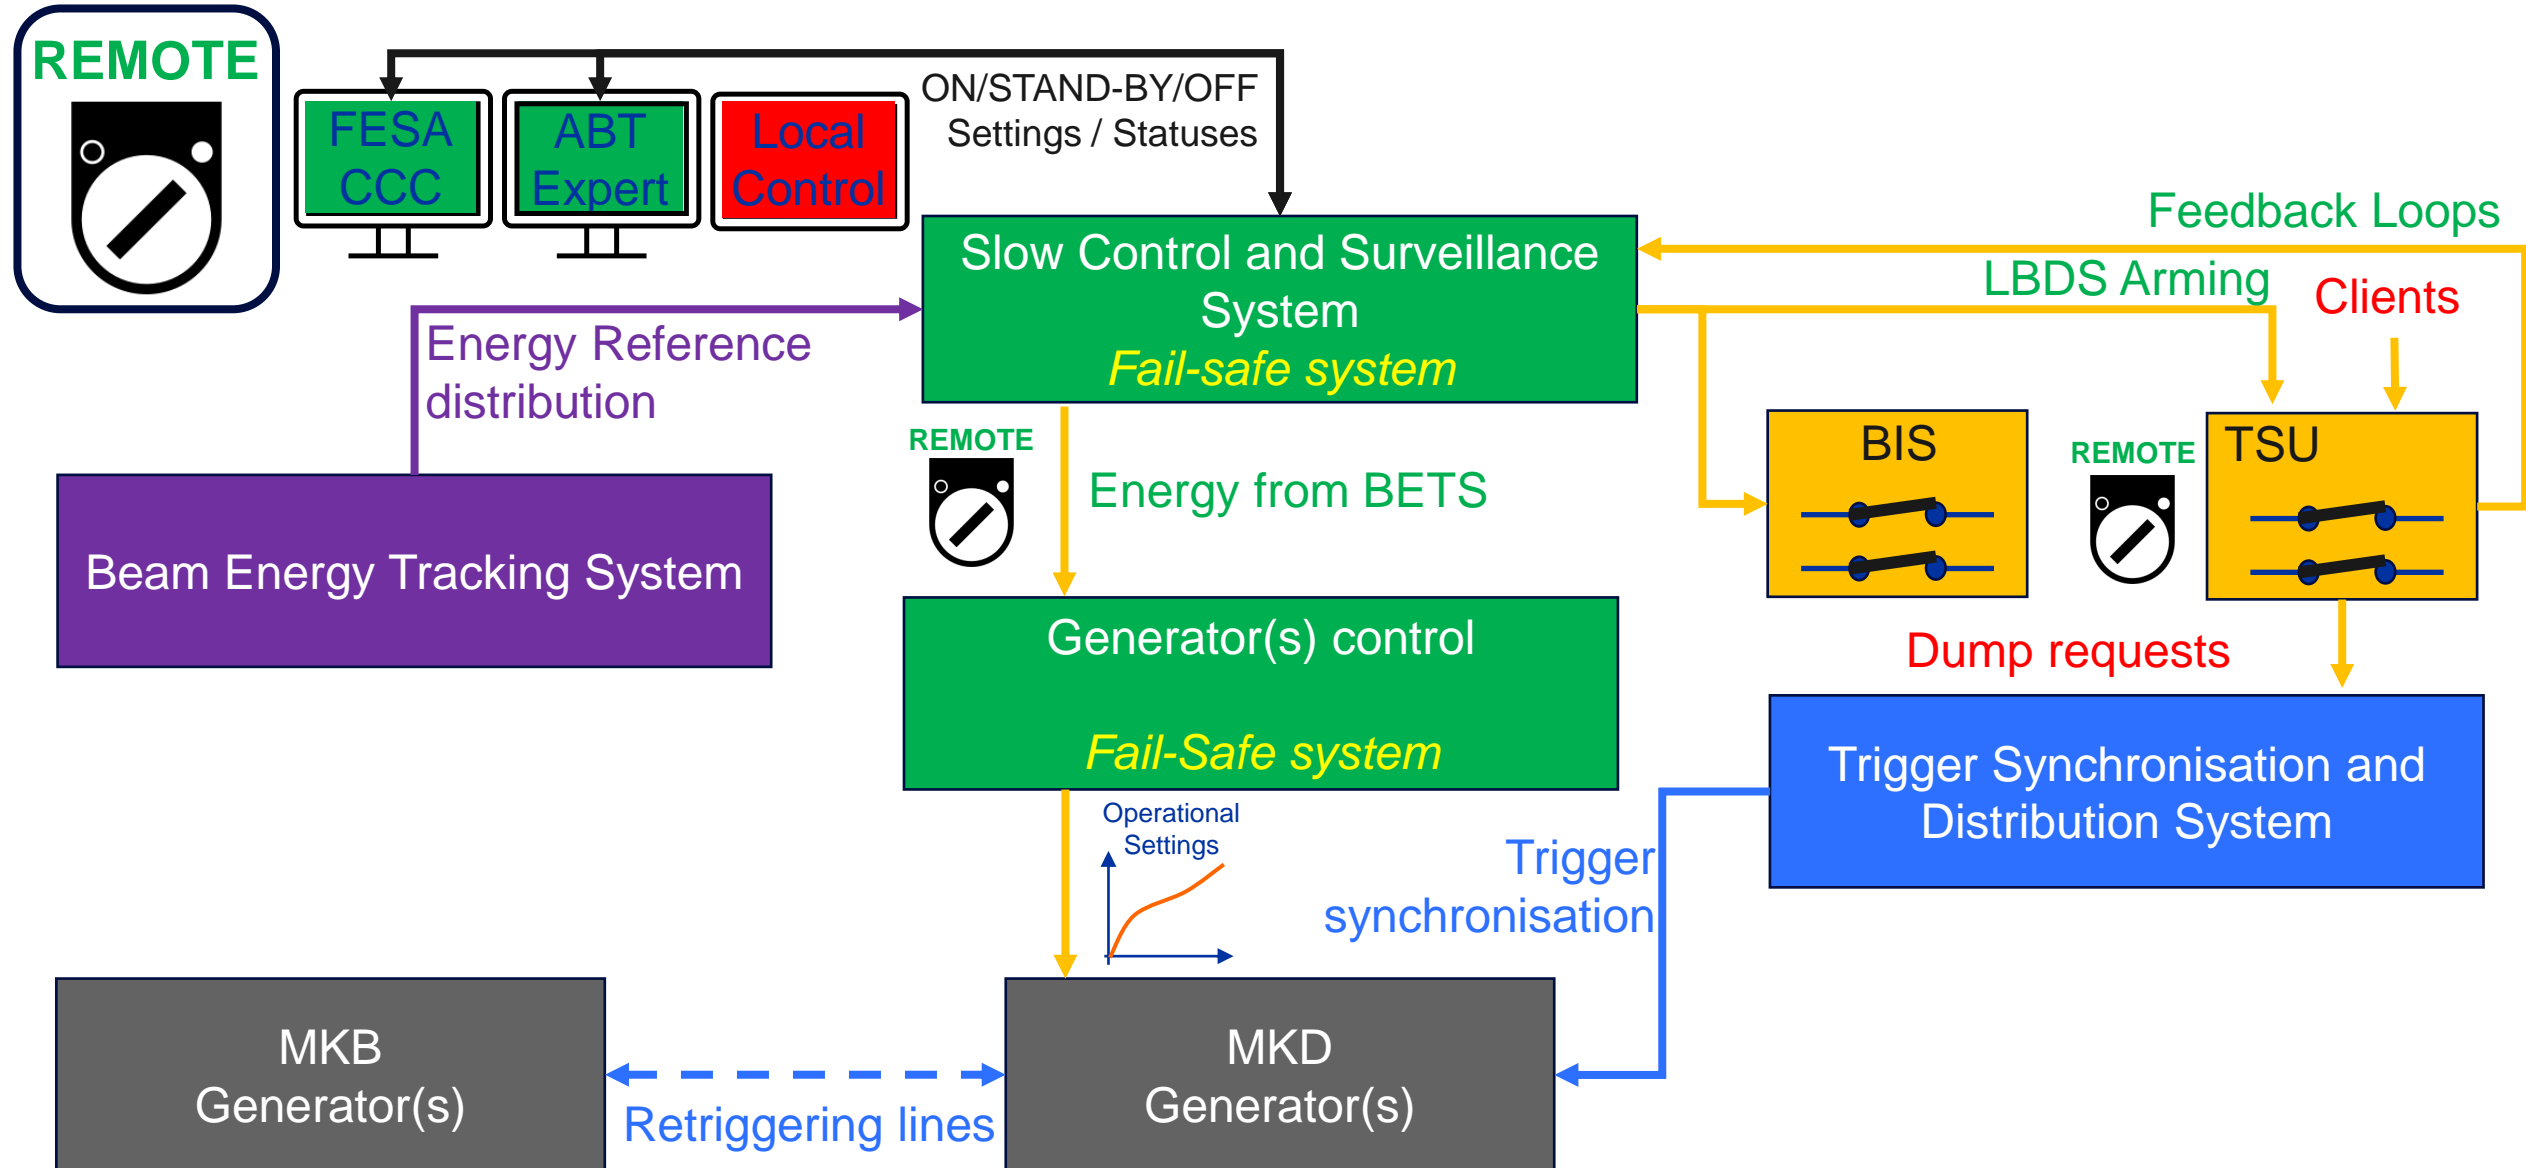 REMOTE
FESA
CCC
ABT
Expert
Local
Control
ON/STAND-BY/OFF
Settings / Statuses
Slow Control and Surveillance
System
Fail-safe system
Feedback Loops
LBDS Arming
Clients
Energy Reference
distribution
REMOTE
Energy from BETS
BIS
REMOTE
TSU
Beam Energy Tracking System
Generator(s) control
Fail-Safe system
Dump requests
Trigger Synchronisation and
Distribution System
Operational
Settings
Trigger
synchronisation
MKB
Generator(s)
Retriggering lines
MKD
Generator(s)